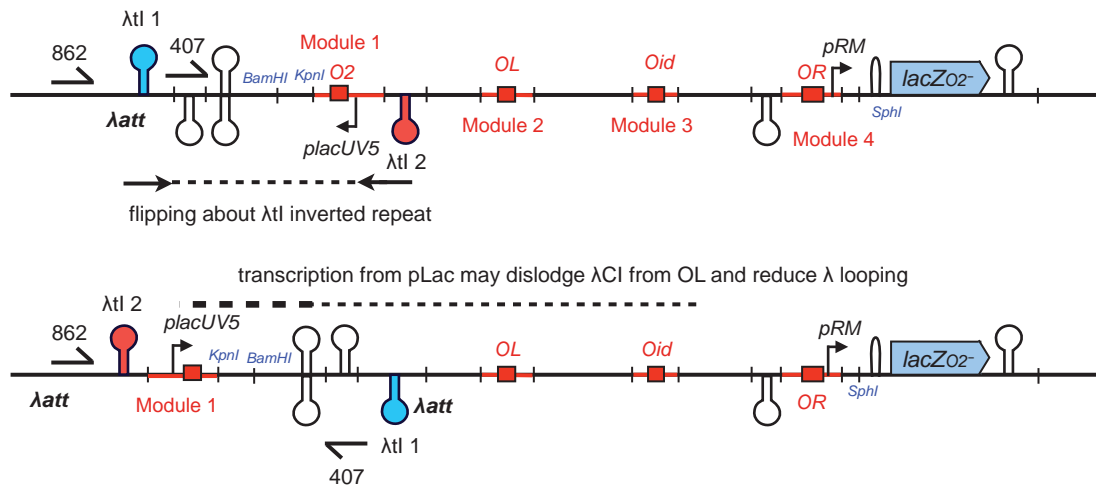 λtI 1
862
407
Module 1
BamHI
KpnI
O2
OL
Oid
OR
pRM
lacZO2–
λatt
placUV5
λtI 2
Module 2
Module 3
Module 4
SphI
flipping about λtI inverted repeat
transcription from pLac may dislodge λCI from OL and reduce λ looping
λtI 2
862
placUV5
KpnI
BamHI
OL
Oid
pRM
lacZO2–
λatt
Module 1
λatt
OR
SphI
λtI 1
407